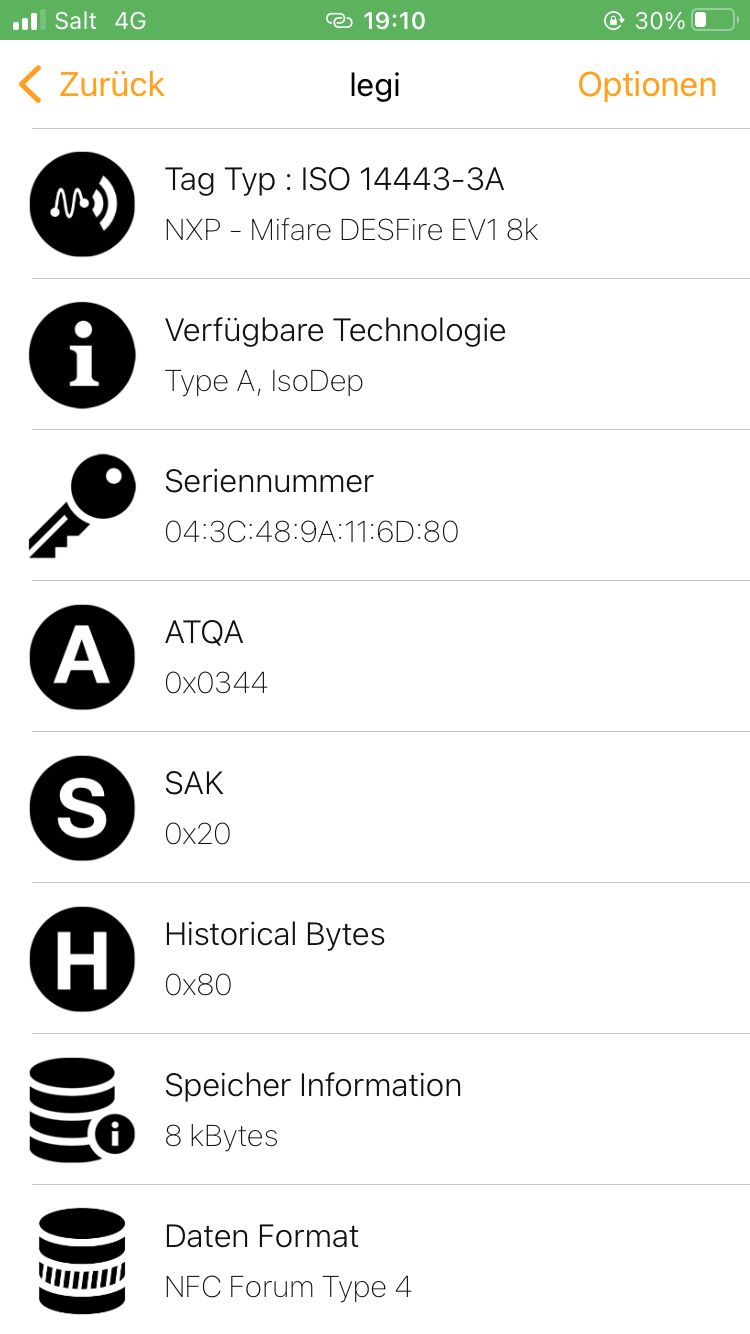 Salt 4G 19:10 30%
Zurück legi Optionen
Tag Typ : ISO 14443-3A
NXP - Mifare DESFire EV1 8k
i
Verfügbare Technologie
Type A, IsoDep
Seriennummer
04:3C:48:9A:11:6D:80
A
ATQA
0x0344
S
SAK
0x20
H
Historical Bytes
0x80
i
Speicher Information
8 kBytes
Daten Format
NFC Forum Type 4